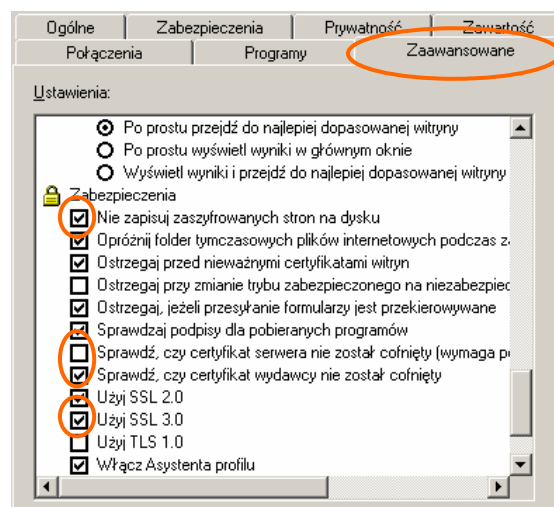 Ogólne Zabezpieczenia Prywatność Zawartość
Połączenia Programy Zaawansowane
Ustawienia:
Po prostu przejdź do najlepiej dopasowanej witryny
Po prostu wyświetl wyniki w głównym oknie
Wyświetl wyniki i przejdź do najlepiej dopasowanej witryny
Zabezpieczenia
Nie zapisuj zaszyfrowanych stron na dysku
Opróżnij folder tymczasowych plików internetowych podczas z
Ostrzegaj przed nieważnymi certyfikatami witryn
Ostrzegaj przy zmianie trybu zabezpieczonego na niezabezpiec
Ostrzegaj, jeżeli przesyłanie formularzy jest przekierowywane
Sprawdzaj podpisy dla pobieranych programów
Sprawdź, czy certyfikat serwera nie został cofnięty (wymaga p
Sprawdź, czy certyfikat wydawcy nie został cofnięty
Użyj SSL 2.0
Użyj SSL 3.0
Użyj TLS 1.0
Włącz Asystenta profilu